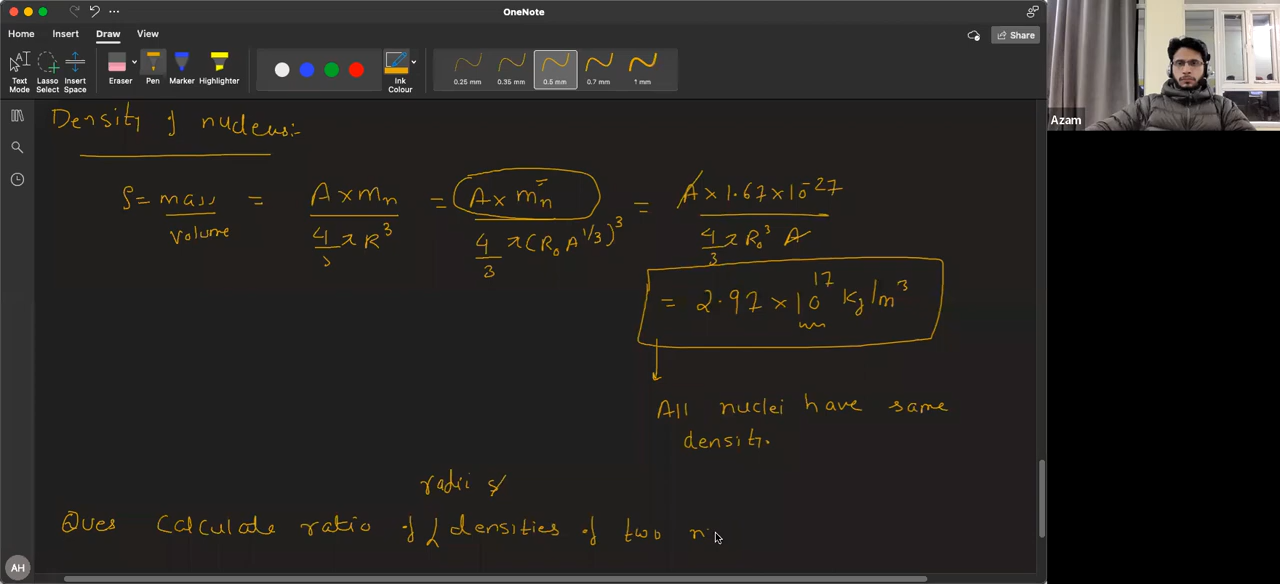 OneNote
Home Insert Draw View
Share
Text Mode
Lasso Select
Insert Space
Eraser
Pen
Marker
Highlighter
Ink Colour
0.25 mm
0.35 mm
0.5 mm
0.7 mm
1 mm
Azam
Density of nucleus:-
ρ = mass / volume = A × mn / 4/3 π R³ = A × mn / 4/3 π (R₀ A^1/3)³ = A × 1.67 × 10^-27 / 4/3 π R₀³ A
= 2.97 × 10^17 kg/m³
All nuclei have same
density.
radii &
Ques Calculate ratio of densities of two n
AH